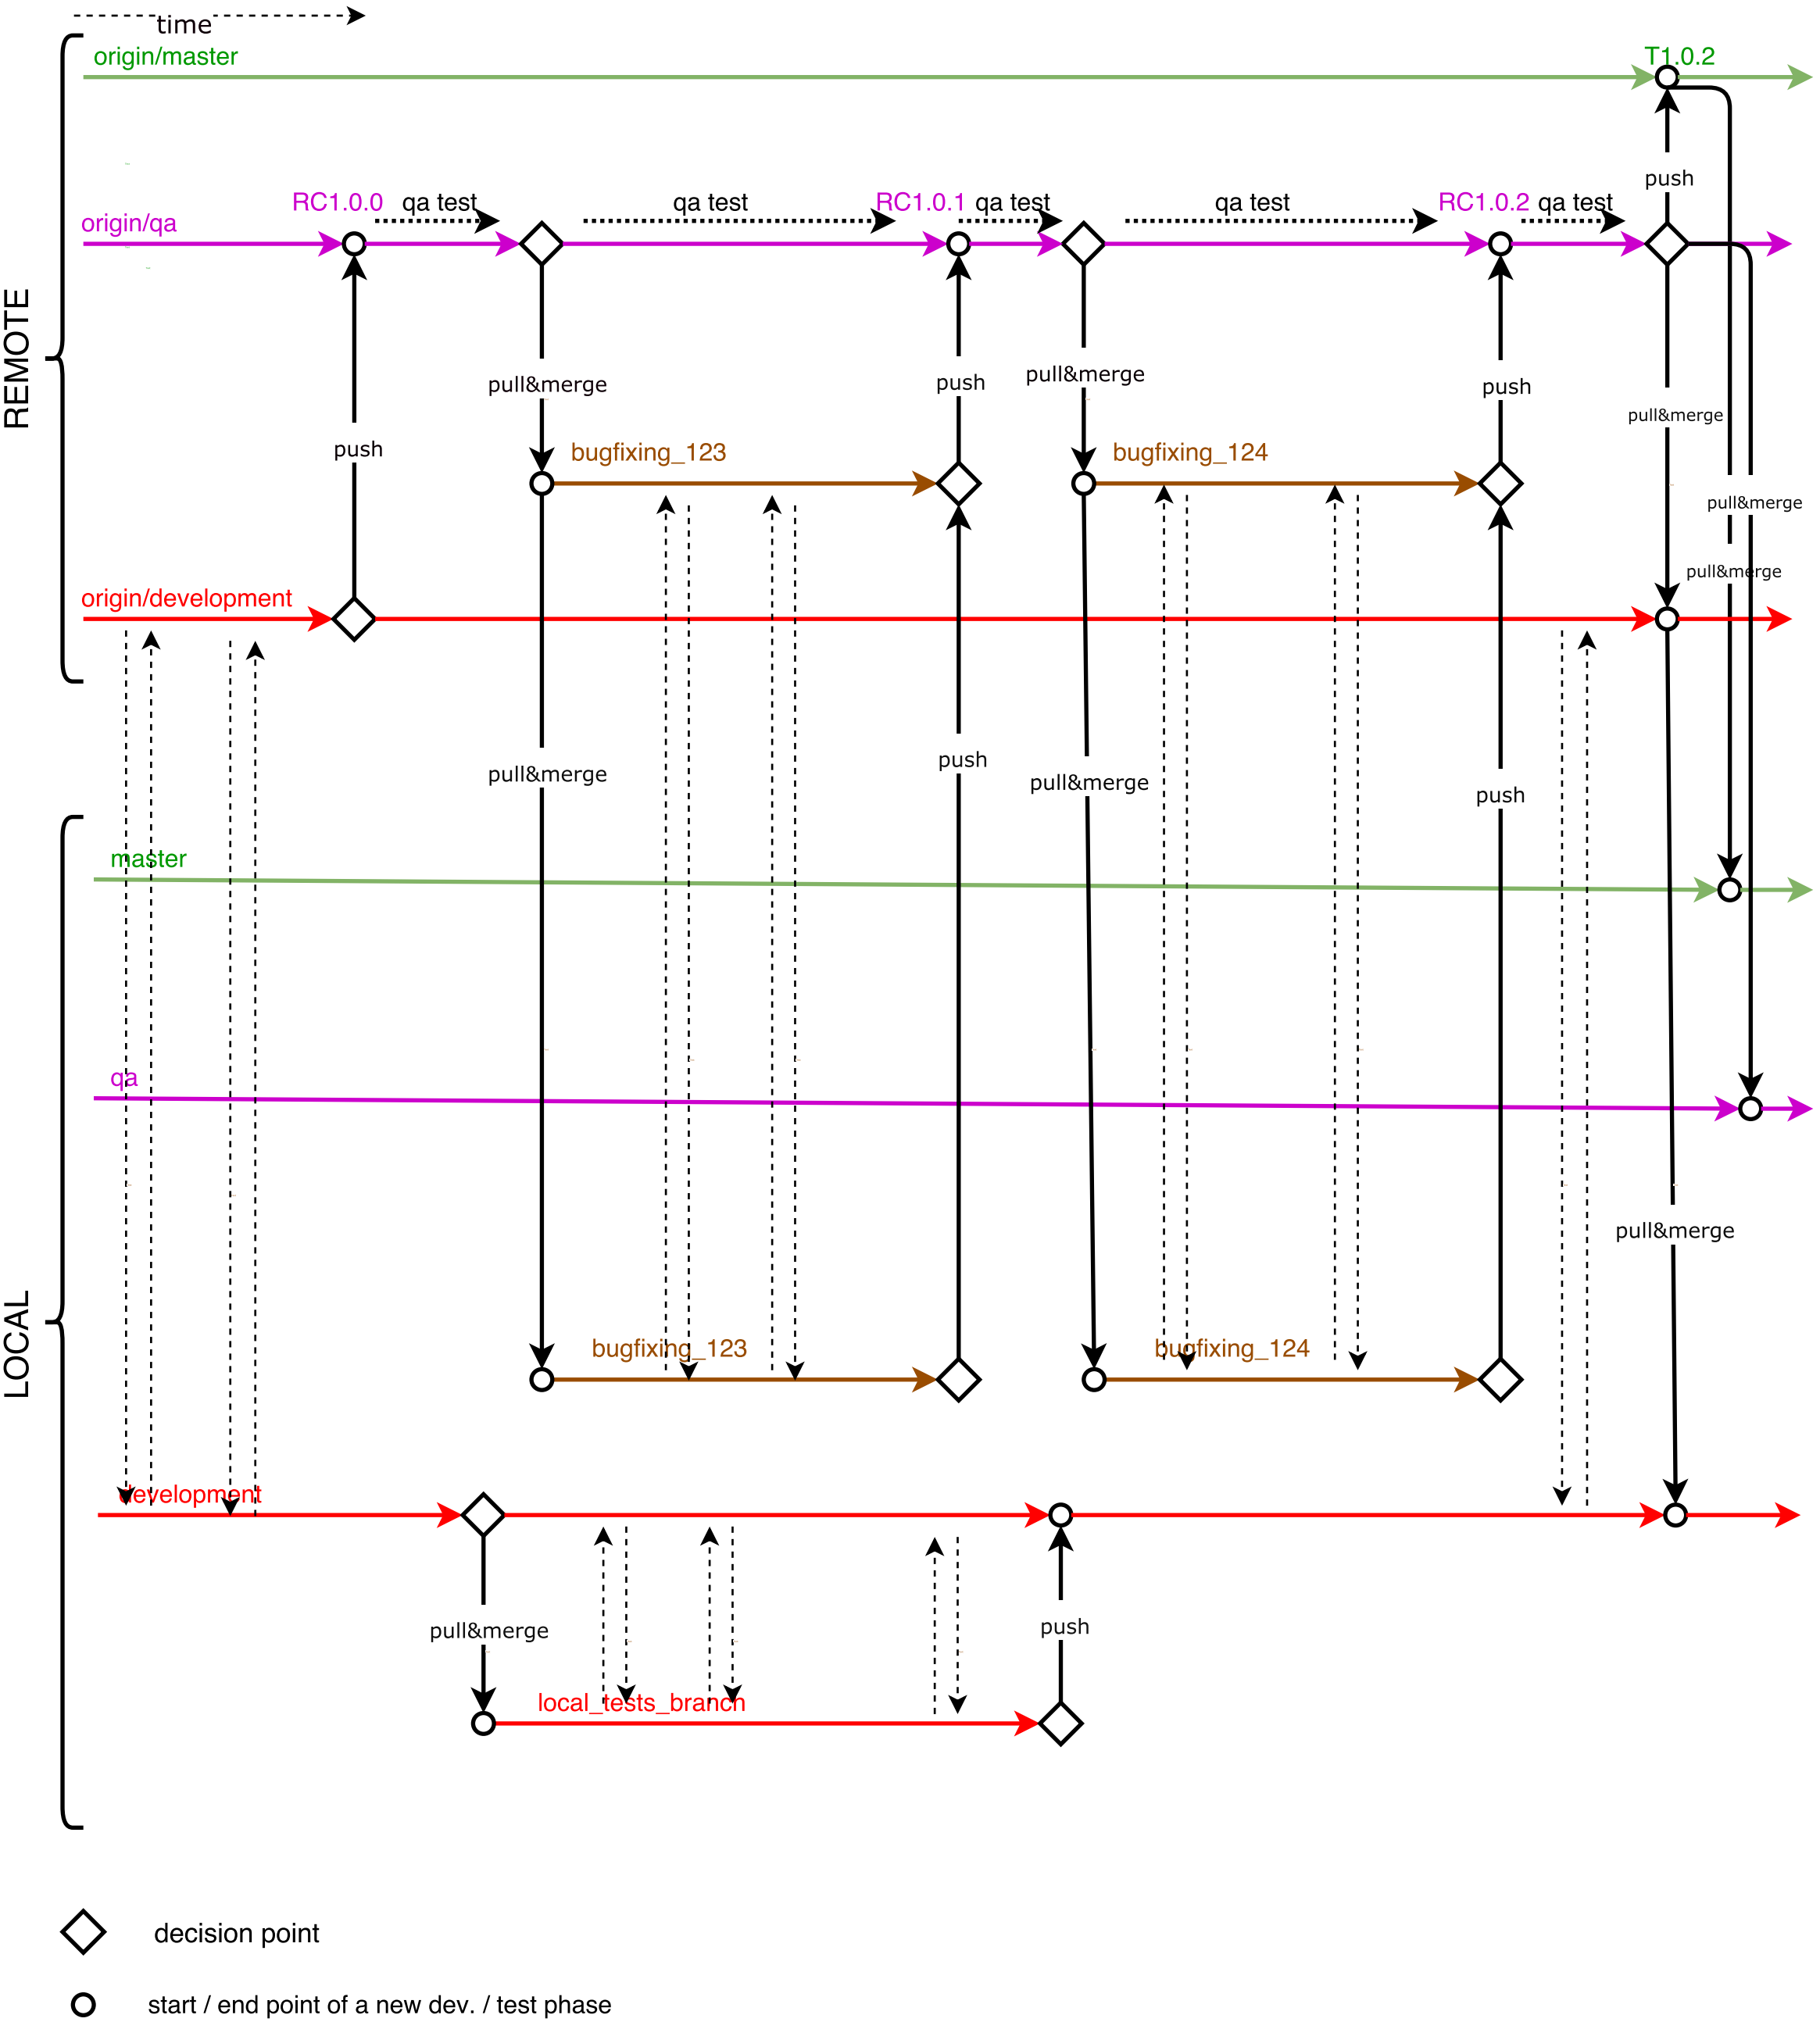 time
origin/master
T1.0.2
push
RC1.0.0
qa test
qa test
RC1.0.1
qa test
qa test
RC1.0.2
qa test
origin/qa
REMOTE
pull&merge
push
pull&merge
push
pull&merge
push
bugfixing_123
bugfixing_124
pull&merge
pull&merge
origin/development
pull&merge
push
pull&merge
push
master
qa
pull&merge
LOCAL
bugfixing_123
bugfixing_124
development
pull&merge
push
local_tests_branch
decision point
start / end point of a new dev. / test phase